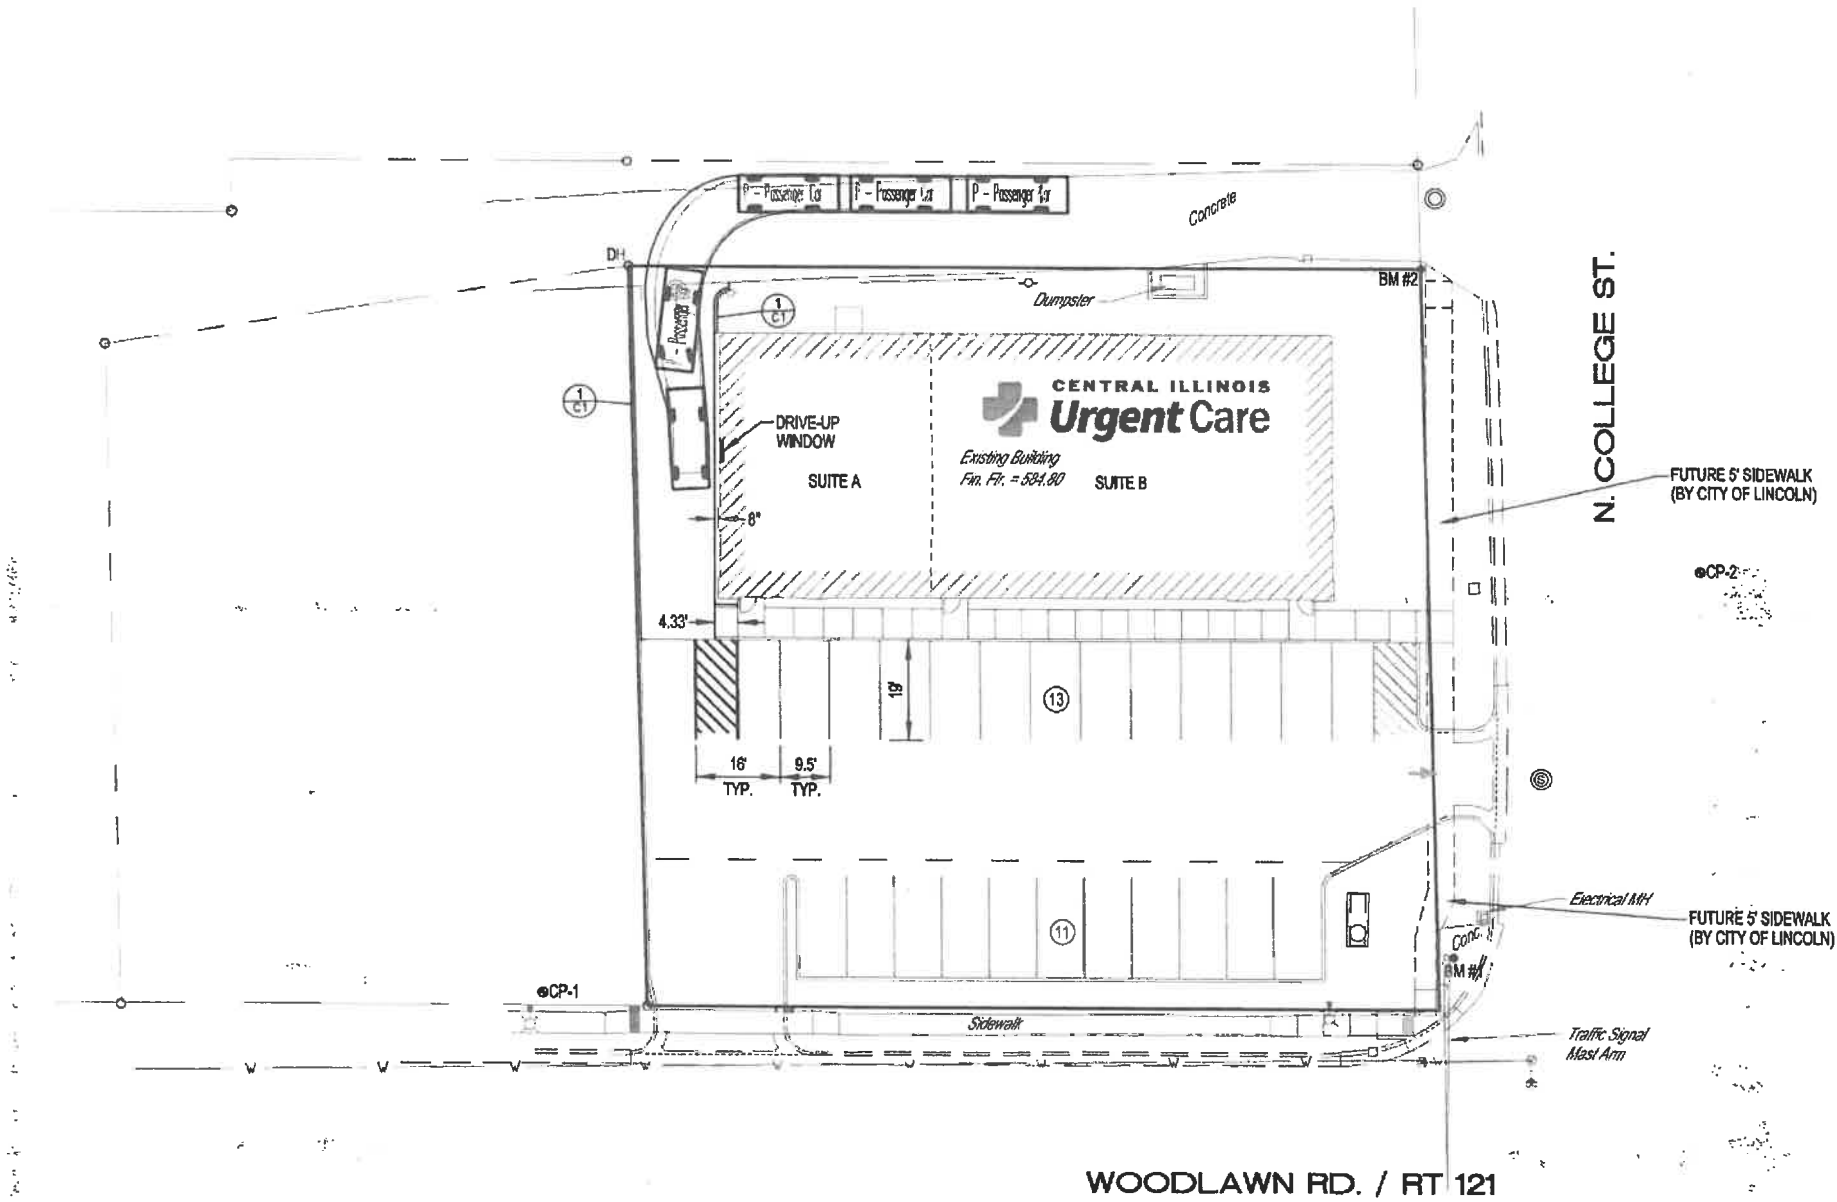 P - Passenger Car
P - Passenger Car
P - Passenger Car
Concrete
DH
BM #2
1
C1
Dumpster
P - Passenger
N. COLLEGE ST.
CENTRAL ILLINOIS
Urgent Care
1
C1
DRIVE-UP
WINDOW
Existing Building
Fin. Flr. = 584.80
SUITE A
SUITE B
FUTURE 5' SIDEWALK
(BY CITY OF LINCOLN)
8"
CP-2
4.33'
19'
13
16'
TYP.
9.5'
TYP.
S
Electrical MH
FUTURE 5' SIDEWALK
(BY CITY OF LINCOLN)
11
Conc.
BM #1
CP-1
Sidewalk
Traffic Signal
Mast Arm
W W W W W W W W W
WOODLAWN RD. / RT 121